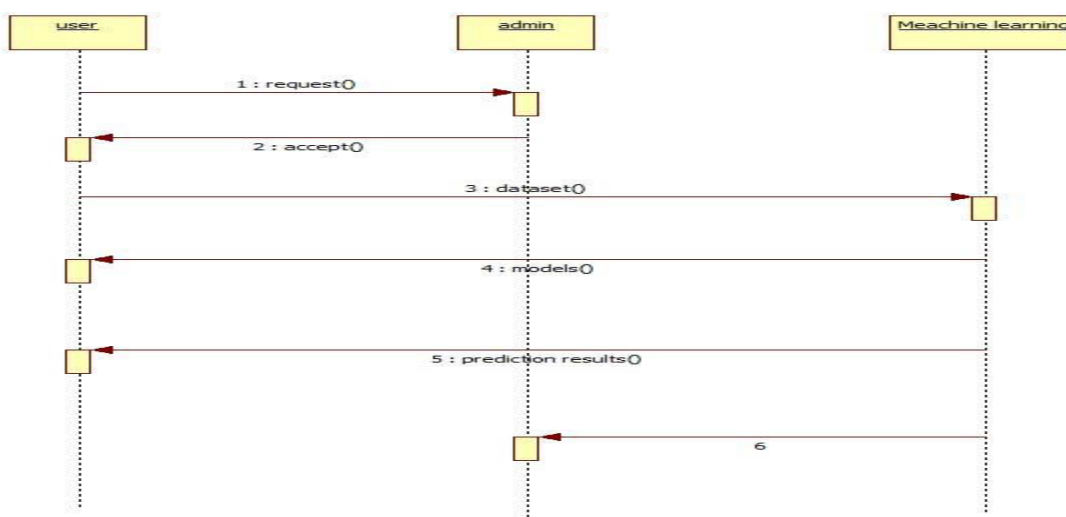 user
admin
Meachine learning
1 : request()
2 : accept()
3 : dataset()
4 : models()
5 : prediction results()
6